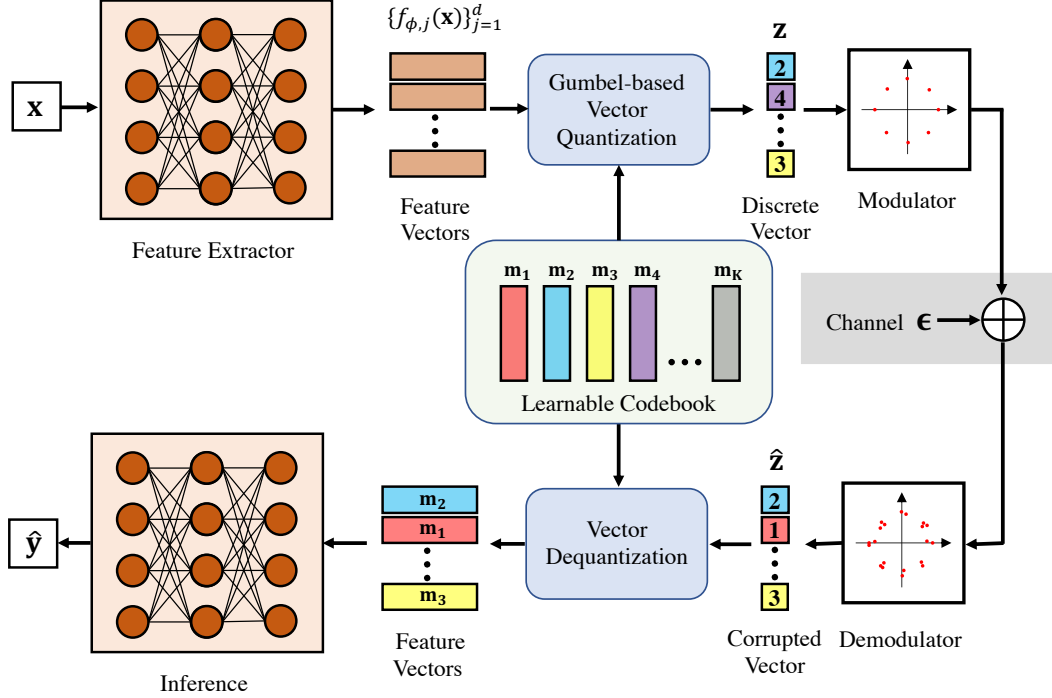 {f_{ϕ,j}(𝐱)}_{j=1}^{d}
𝐳
2
4
3
𝐱
Gumbel-based
Vector
Quantization
Feature Extractor
Feature
Vectors
Discrete
Vector
Modulator
m₁ m₂ m₃ m₄ m_K
Learnable Codebook
Channel ϵ
ẑ
2
1
3
m₂
m₁
m₃
Vector
Dequantization
ŷ
Inference
Feature
Vectors
Corrupted
Vector
Demodulator